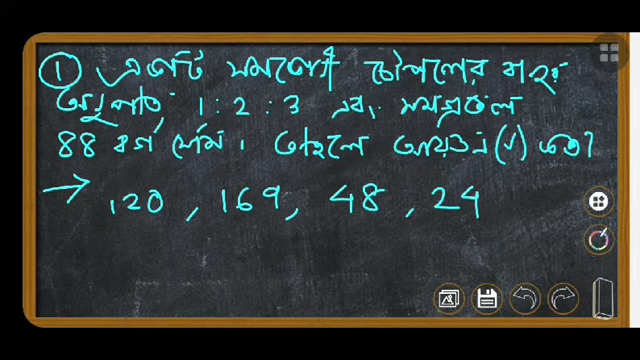 ① একটি সমকোণী চৌপলের বাহুর
অনুপাত 1 : 2 : 3 এবং সমগ্রতল
88 বর্গ সেমি। তাহলে আয়তন (V) কত?
→ 120, 169, 48, 24